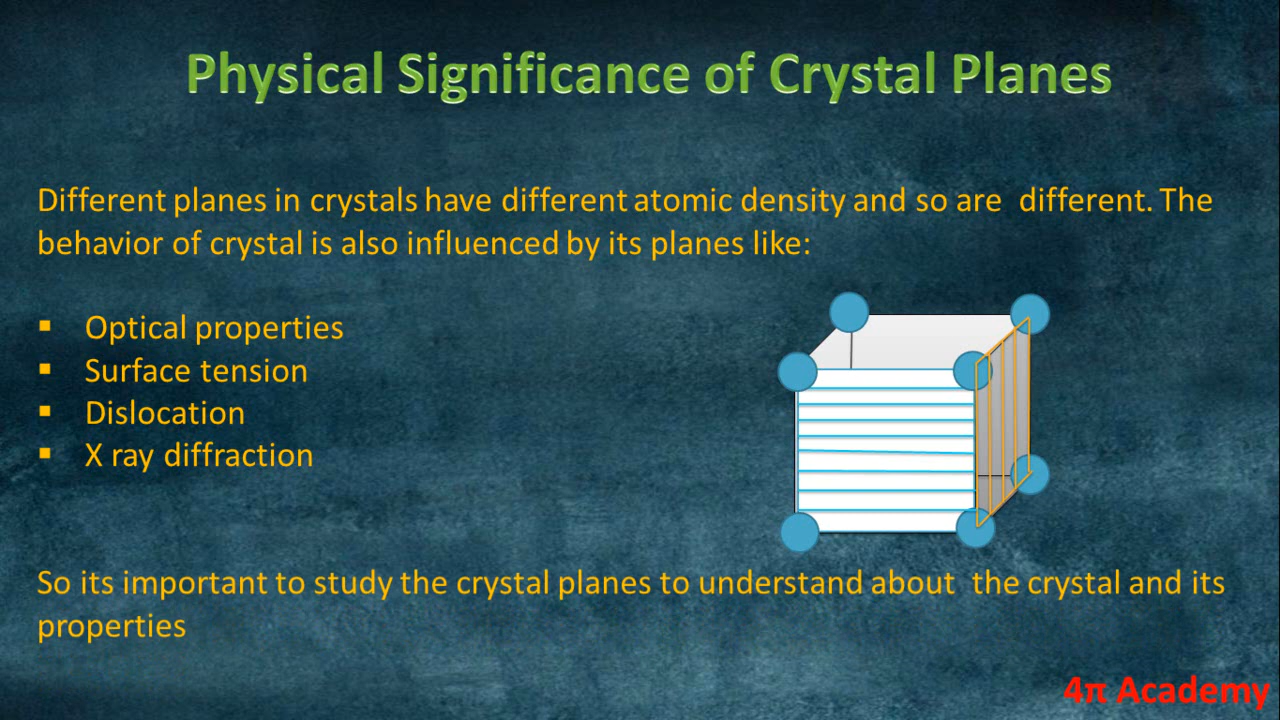 Physical Significance of Crystal Planes
Different planes in crystals have different atomic density and so are different. The
behavior of crystal is also influenced by its planes like:
▪ Optical properties
▪ Surface tension
▪ Dislocation
▪ X ray diffraction
So its important to study the crystal planes to understand about the crystal and its
properties
4π Academy